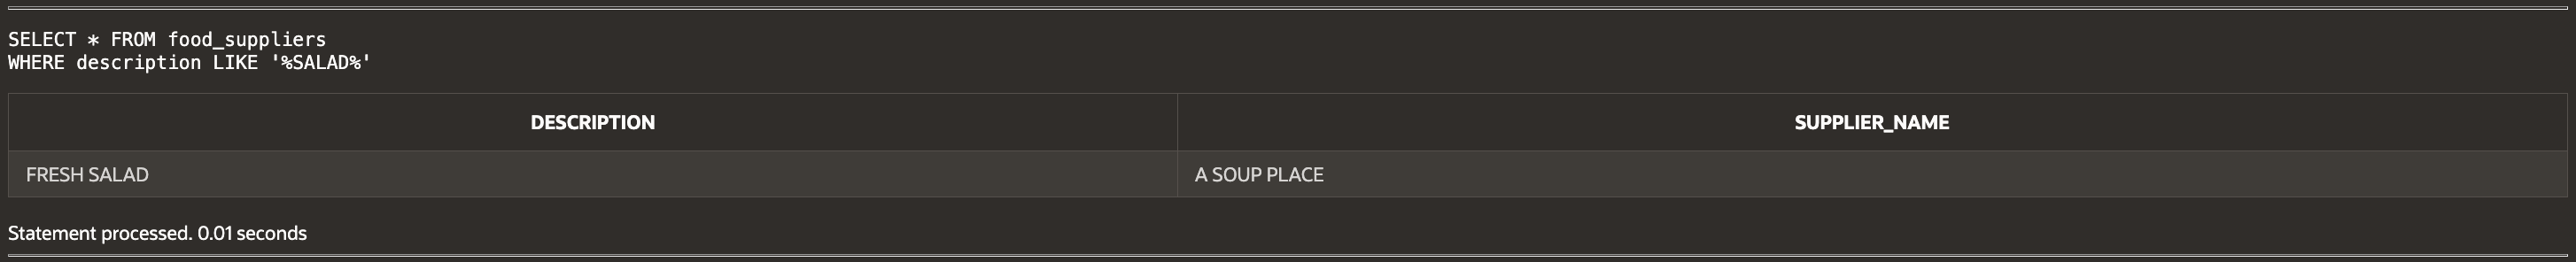 SELECT * FROM food_suppliers
WHERE description LIKE '%SALAD%'
DESCRIPTION SUPPLIER_NAME
FRESH SALAD A SOUP PLACE
Statement processed. 0.01 seconds